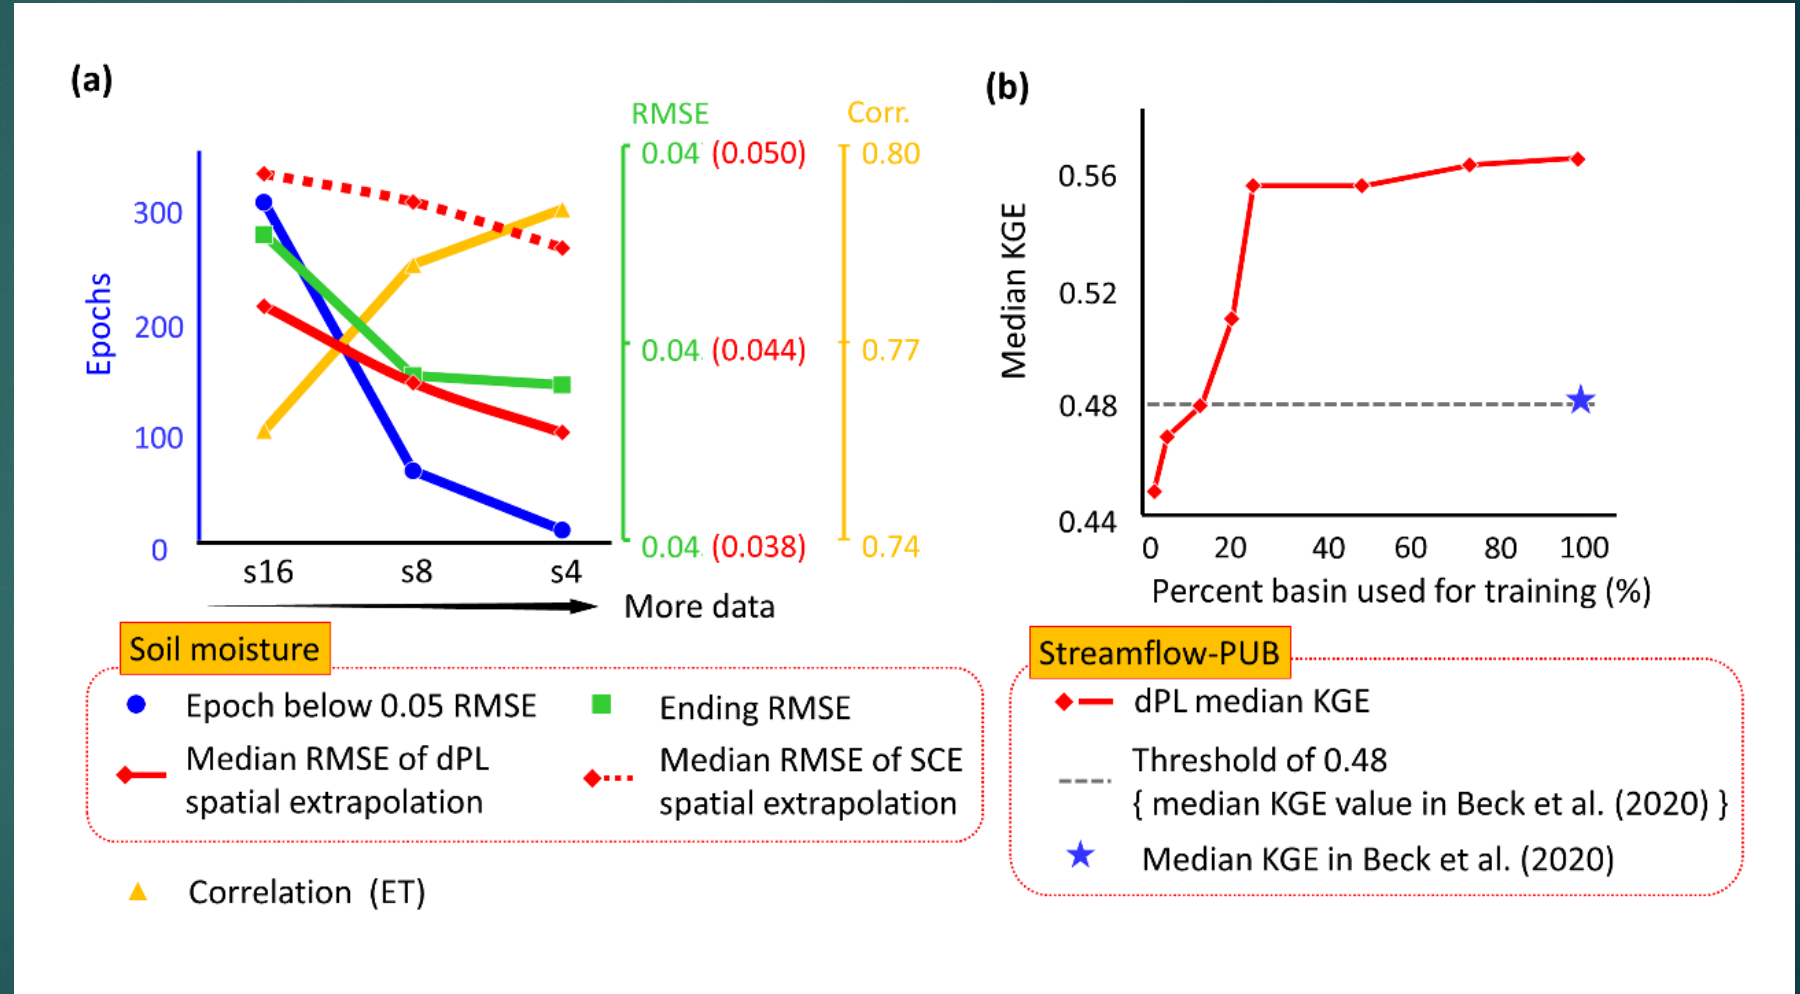 (a)
RMSE
Corr.
0.04 (0.050)
0.80
300
200
100
0
Epochs
0.04 (0.044)
0.77
0.04 (0.038)
0.74
s16 s8 s4
More data
Soil moisture
Epoch below 0.05 RMSE
Ending RMSE
Median RMSE of dPL
spatial extrapolation
Median RMSE of SCE
spatial extrapolation
Correlation (ET)
(b)
Median KGE
0.56
0.52
0.48
0.44
0 20 40 60 80 100
Percent basin used for training (%)
Streamflow-PUB
dPL median KGE
Threshold of 0.48
{ median KGE value in Beck et al. (2020) }
Median KGE in Beck et al. (2020)